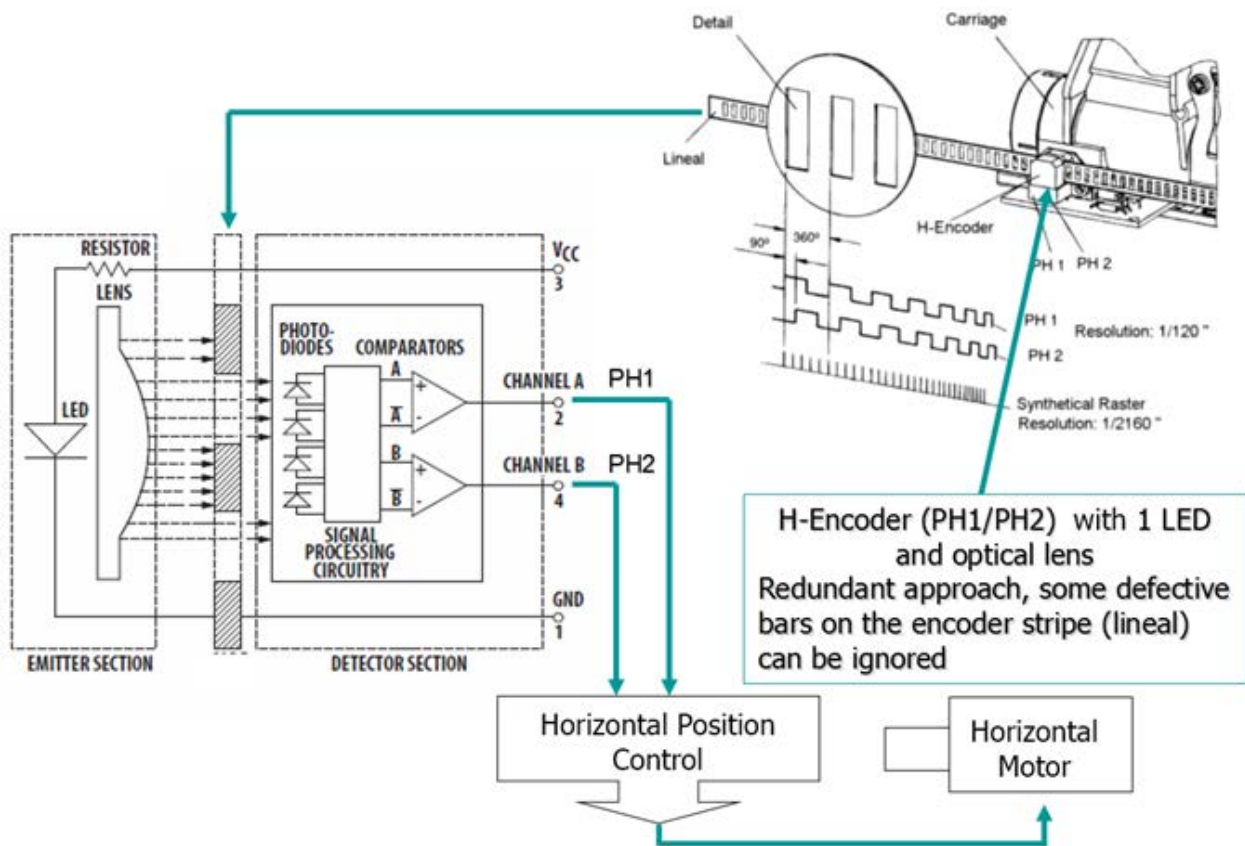 Detail
Carriage
Lineal
H-Encoder
PH 1
PH 2
90º
360º
PH 1
Resolution: 1/120 "
PH 2
Synthetical Raster
Resolution: 1/2160 "
RESISTOR
LENS
LED
EMITTER SECTION
VCC
3
PHOTO-
DIODES
COMPARATORS
A
+
A
-
B
+
B
-
SIGNAL
PROCESSING
CIRCUITRY
CHANNEL A
PH1
2
CHANNEL B
PH2
4
GND
1
DETECTOR SECTION
H-Encoder (PH1/PH2) with 1 LED
and optical lens
Redundant approach, some defective
bars on the encoder stripe (lineal)
can be ignored
Horizontal Position
Control
Horizontal
Motor